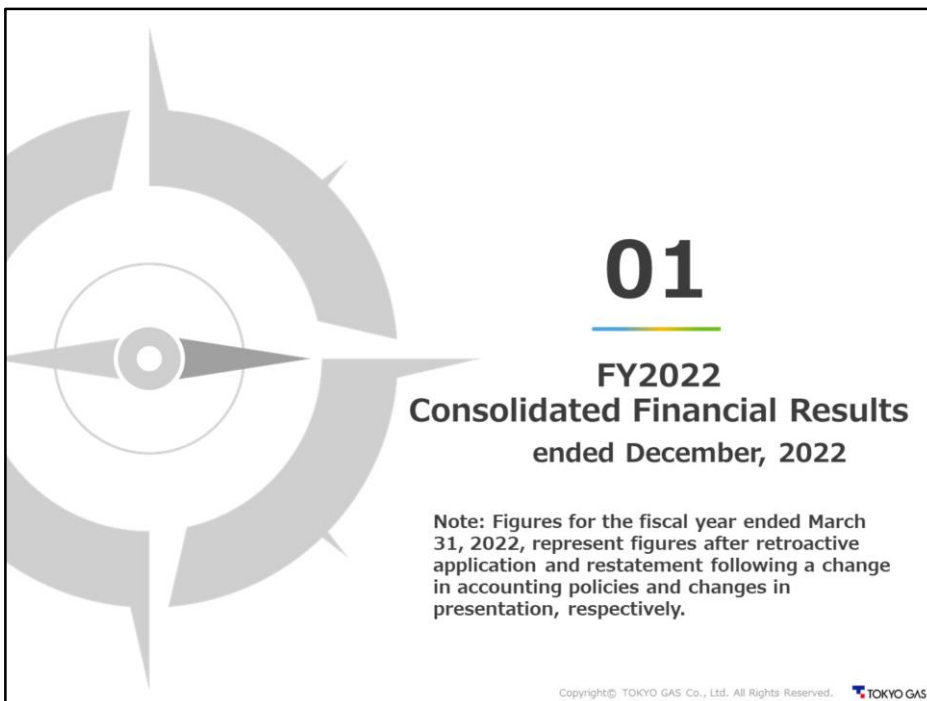 01
FY2022
Consolidated Financial Results
ended December, 2022
Note: Figures for the fiscal year ended March
31, 2022, represent figures after retroactive
application and restatement following a change
in accounting policies and changes in
presentation, respectively.
Copyright© TOKYO GAS Co., Ltd. All Rights Reserved. TOKYO GAS